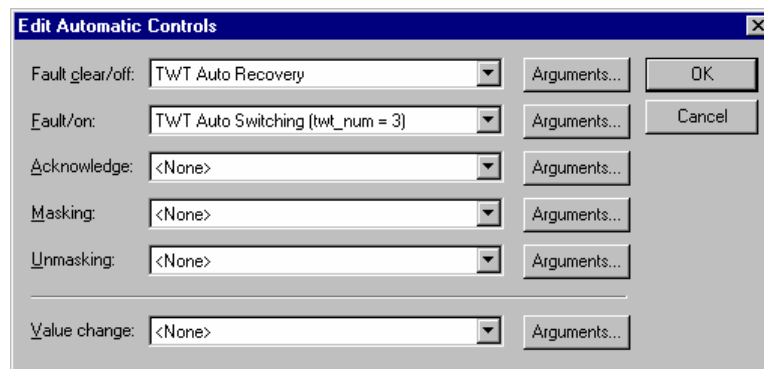 Edit Automatic Controls
Fault clear/off: TWT Auto Recovery Arguments... OK
Fault/on: TWT Auto Switching (twt_num = 3) Arguments... Cancel
Acknowledge: <None> Arguments...
Masking: <None> Arguments...
Unmasking: <None> Arguments...
Value change: <None> Arguments...